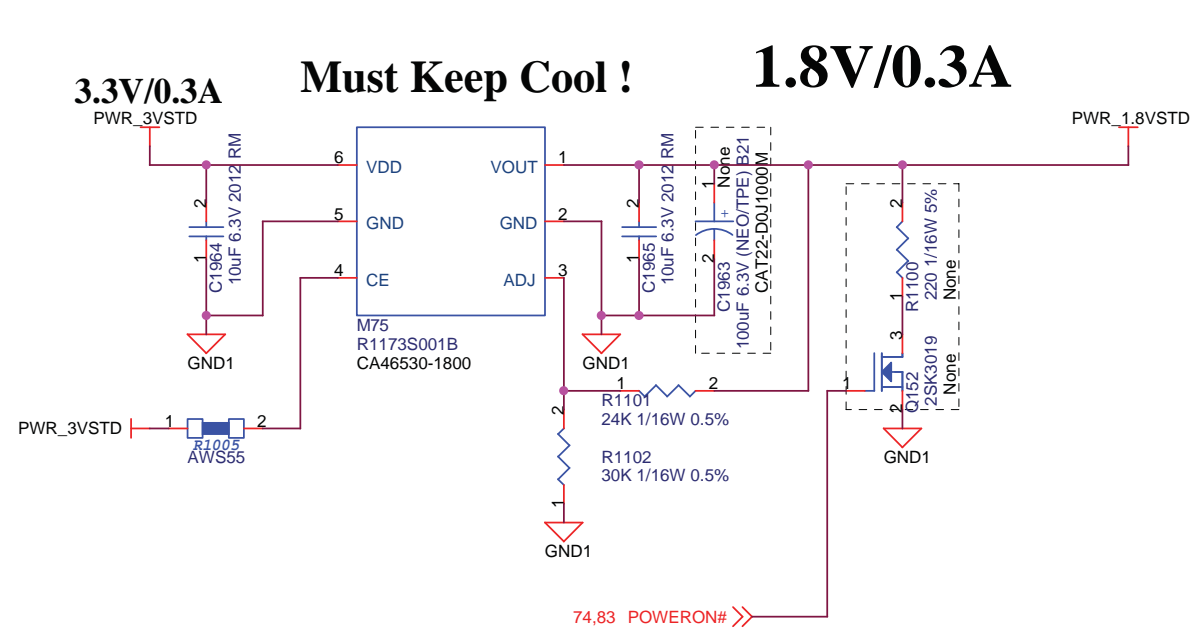 Must Keep Cool !
1.8V/0.3A
3.3V/0.3A
PWR_3VSTD
PWR_1.8VSTD
6
VDD
VOUT
1
5
GND
GND
2
4
CE
ADJ
3
M75
R1173S001B
CA46530-1800
2
1
C1964
10uF 6.3V 2012 RM
GND1
2
1
C1965
10uF 6.3V 2012 RM
GND1
1
None
+
2
C1963
100uF 6.3V (NEO/TPE) B21
CAT22-D0J1000M
2
1
R1100
220 1/16W 5%
None
3
1
2
Q152
2SK3019
None
GND1
PWR_3VSTD
1
2
R1005
AWS55
1
2
R1101
24K 1/16W 0.5%
2
1
R1102
30K 1/16W 0.5%
GND1
74,83 POWERON#